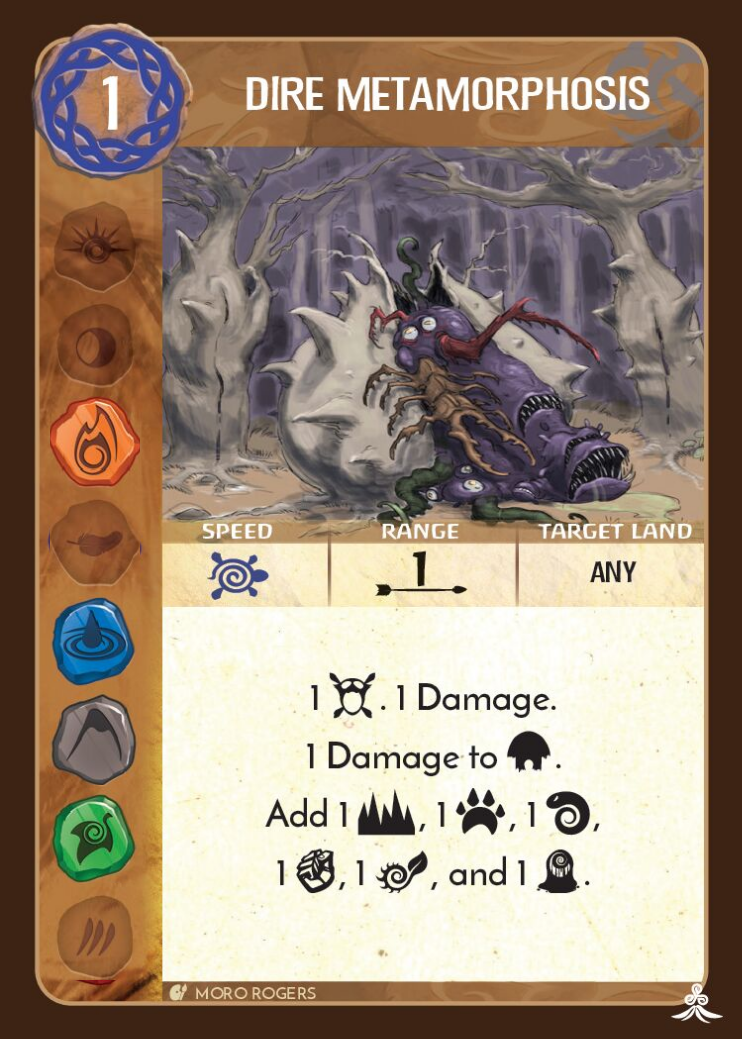 1
DIRE METAMORPHOSIS
SPEED RANGE TARGET LAND
1 ANY
1 . 1 Damage.
1 Damage to .
Add 1 , 1 , 1 ,
1 , 1 , and 1 .
MORO ROGERS